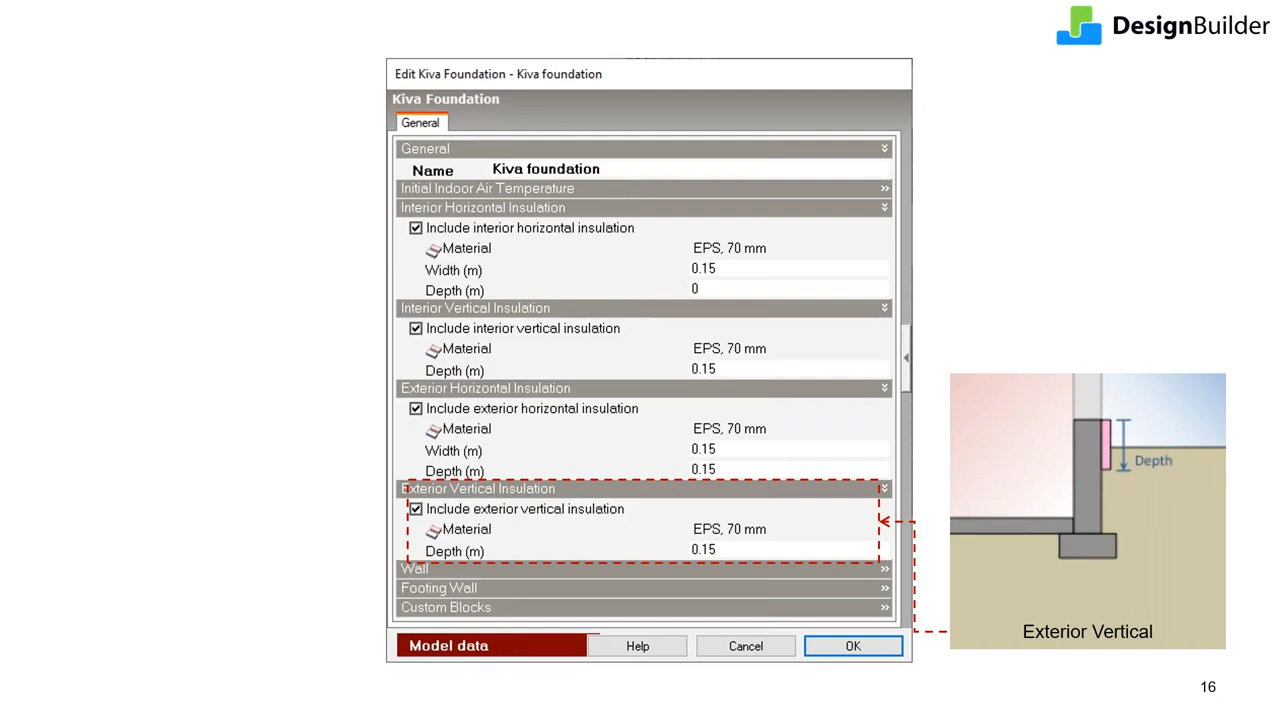 DesignBuilder
Edit Kiva Foundation - Kiva foundation
Kiva Foundation
General
General
Name Kiva foundation
Initial Indoor Air Temperature
Interior Horizontal Insulation
Include interior horizontal insulation
Material EPS, 70 mm
Width (m) 0.15
Depth (m) 0
Interior Vertical Insulation
Include interior vertical insulation
Material EPS, 70 mm
Depth (m) 0.15
Exterior Horizontal Insulation
Include exterior horizontal insulation
Material EPS, 70 mm
Width (m) 0.15
Depth (m) 0.15
Exterior Vertical Insulation
Include exterior vertical insulation
Material EPS, 70 mm
Depth (m) 0.15
Wall
Footing Wall
Custom Blocks
Model data Help Cancel OK
Depth
Exterior Vertical
16